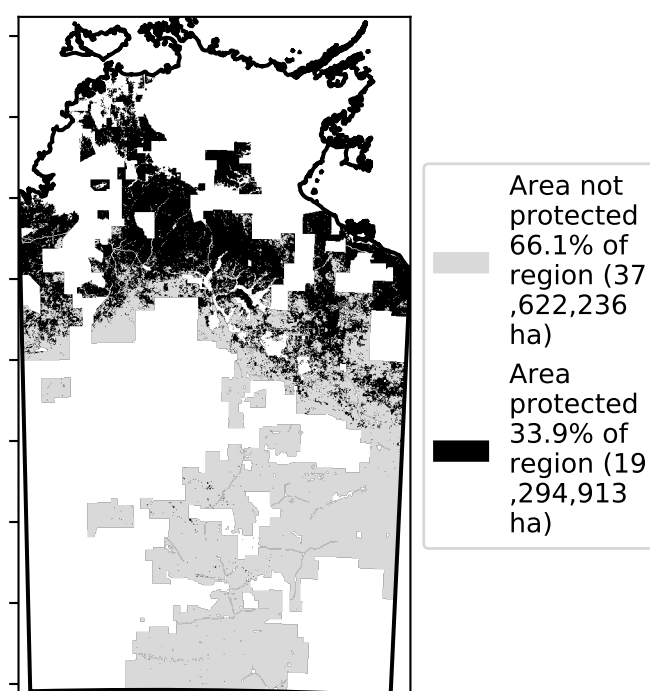 Area not
protected
66.1% of
region (37
,622,236
ha)
Area
protected
33.9% of
region (19
,294,913
ha)